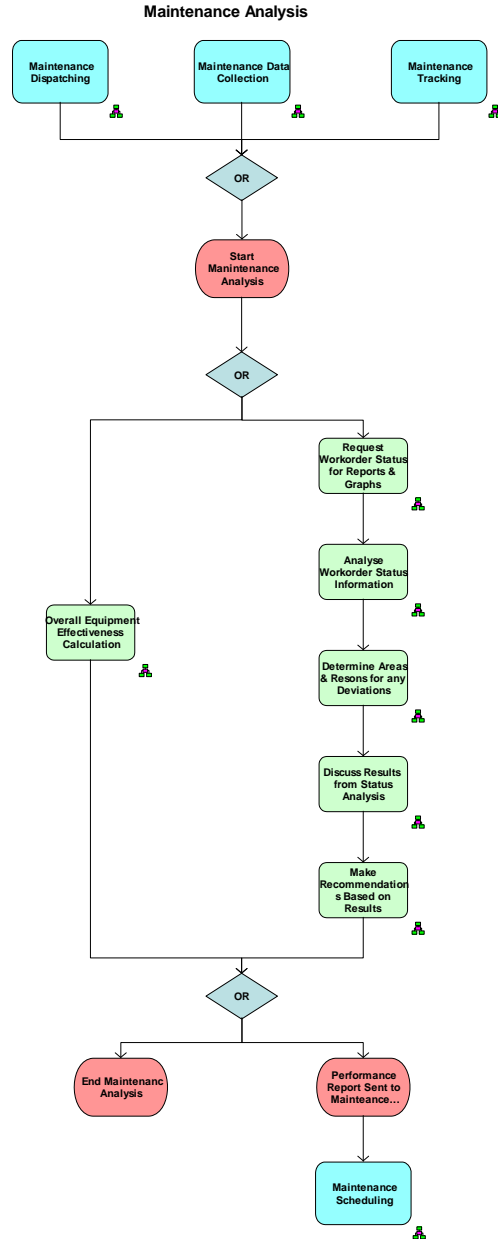 Maintenance Analysis
Maintenance
Dispatching
Maintenance Data
Collection
Maintenance
Tracking
OR
Start
Manintenance
Analysis
OR
Request
Workorder Status
for Reports &
Graphs
Analyse
Workorder Status
Information
Overall Equipment
Effectiveness
Calculation
Determine Areas
& Resons for any
Deviations
Discuss Results
from Status
Analysis
Make
Recommendation
s Based on
Results
OR
End Maintenanc
Analysis
Performance
Report Sent to
Mainteance...
Maintenance
Scheduling